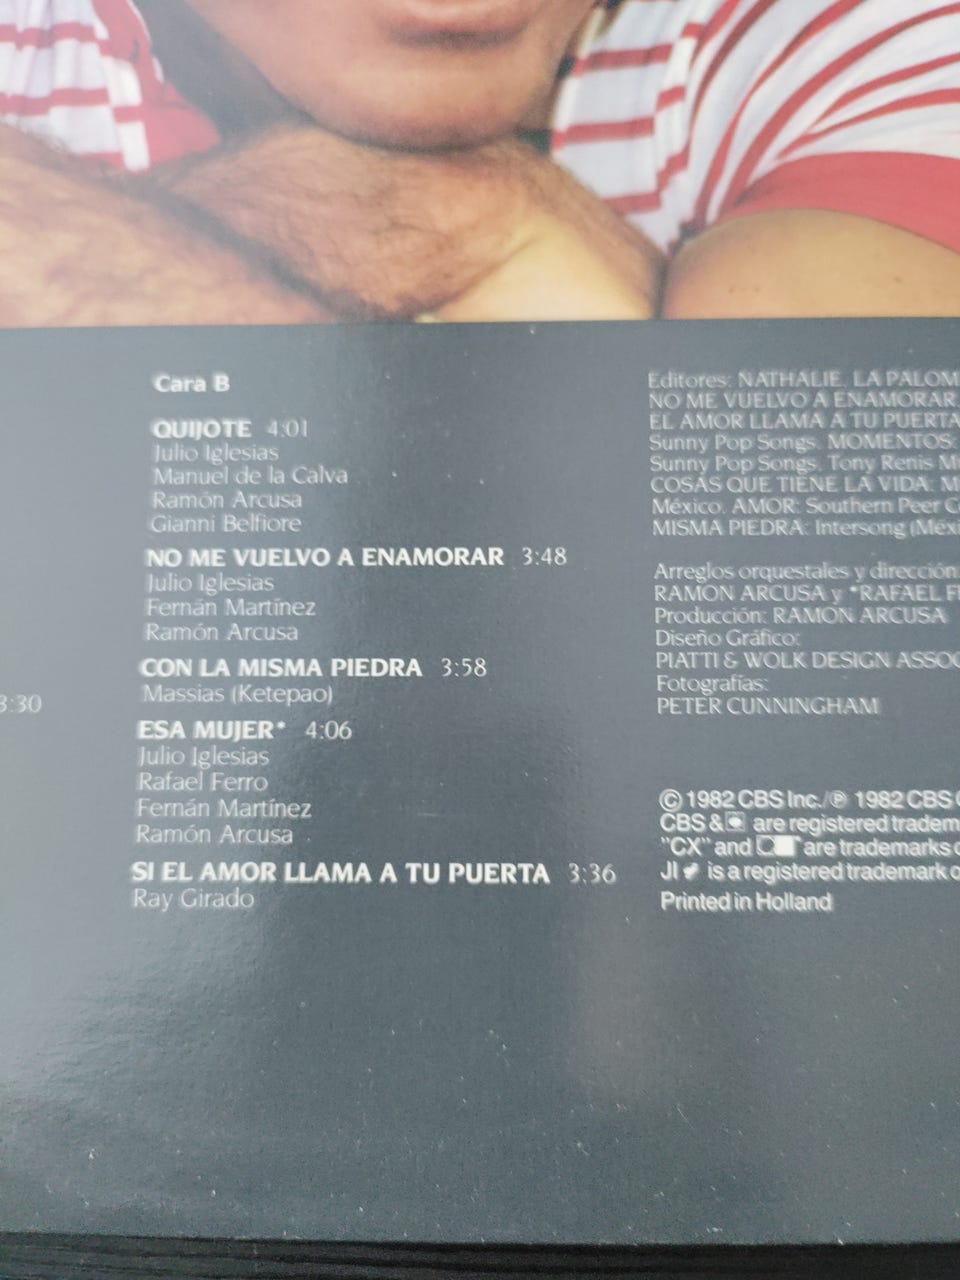 3:30
Cara B
QUIJOTE 4:01
Julio Iglesias
Manuel de la Calva
Ramón Arcusa
Gianni Belfiore
NO ME VUELVO A ENAMORAR 3:48
Julio Iglesias
Fernán Martínez
Ramón Arcusa
CON LA MISMA PIEDRA 3:58
Massias (Ketepao)
ESA MUJER* 4:06
Julio Iglesias
Rafael Ferro
Fernán Martínez
Ramón Arcusa
SI EL AMOR LLAMA A TU PUERTA 3:36
Ray Girado
Editores: NATHALIE, LA PALOM
NO ME VUELVO A ENAMORAR,
EL AMOR LLAMA A TU PUERTA
Sunny Pop Songs. MOMENTOS:
Sunny Pop Songs, Tony Renis M
COSAS QUE TIENE LA VIDA: M
México. AMOR: Southern Peer C
MISMA PIEDRA: Intersong (Méxi
Arreglos orquestales y dirección
RAMÓN ARCUSA y *RAFAEL F
Producción: RAMÓN ARCUSA
Diseño Gráfico:
PIATTI & WOLK DESIGN ASSOC
Fotografías:
PETER CUNNINGHAM
© 1982 CBS Inc./℗ 1982 CBS
CBS & are registered tradem
"CX" and are trademarks o
JI is a registered trademark o
Printed in Holland